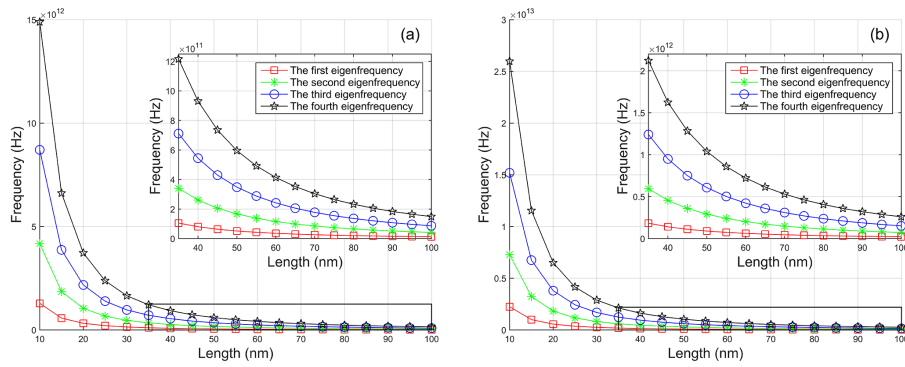 ×10^12
(a)
15
10
5
0
Frequency (Hz)
10 20 30 40 50 60 70 80 90 100
Length (nm)
×10^11
12
10
8
6
4
2
0
Frequency (Hz)
40 50 60 70 80 90 100
Length (nm)
The first eigenfrequency
The second eigenfrequency
The third eigenfrequency
The fourth eigenfrequency
×10^13
(b)
3
2.5
2
1.5
1
0.5
0
Frequency (Hz)
10 20 30 40 50 60 70 80 90 100
Length (nm)
×10^12
2
1.5
1
0.5
0
Frequency (Hz)
40 50 60 70 80 90 100
Length (nm)
The first eigenfrequency
The second eigenfrequency
The third eigenfrequency
The fourth eigenfrequency